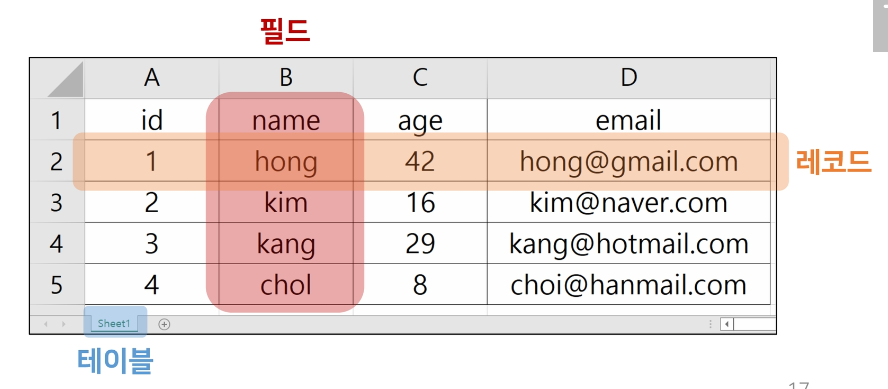 필드
A B C D
1 id name age email
2 1 hong 42 hong@gmail.com
레코드
3 2 kim 16 kim@naver.com
4 3 kang 29 kang@hotmail.com
5 4 chol 8 choi@hanmail.com
Sheet1
테이블
17